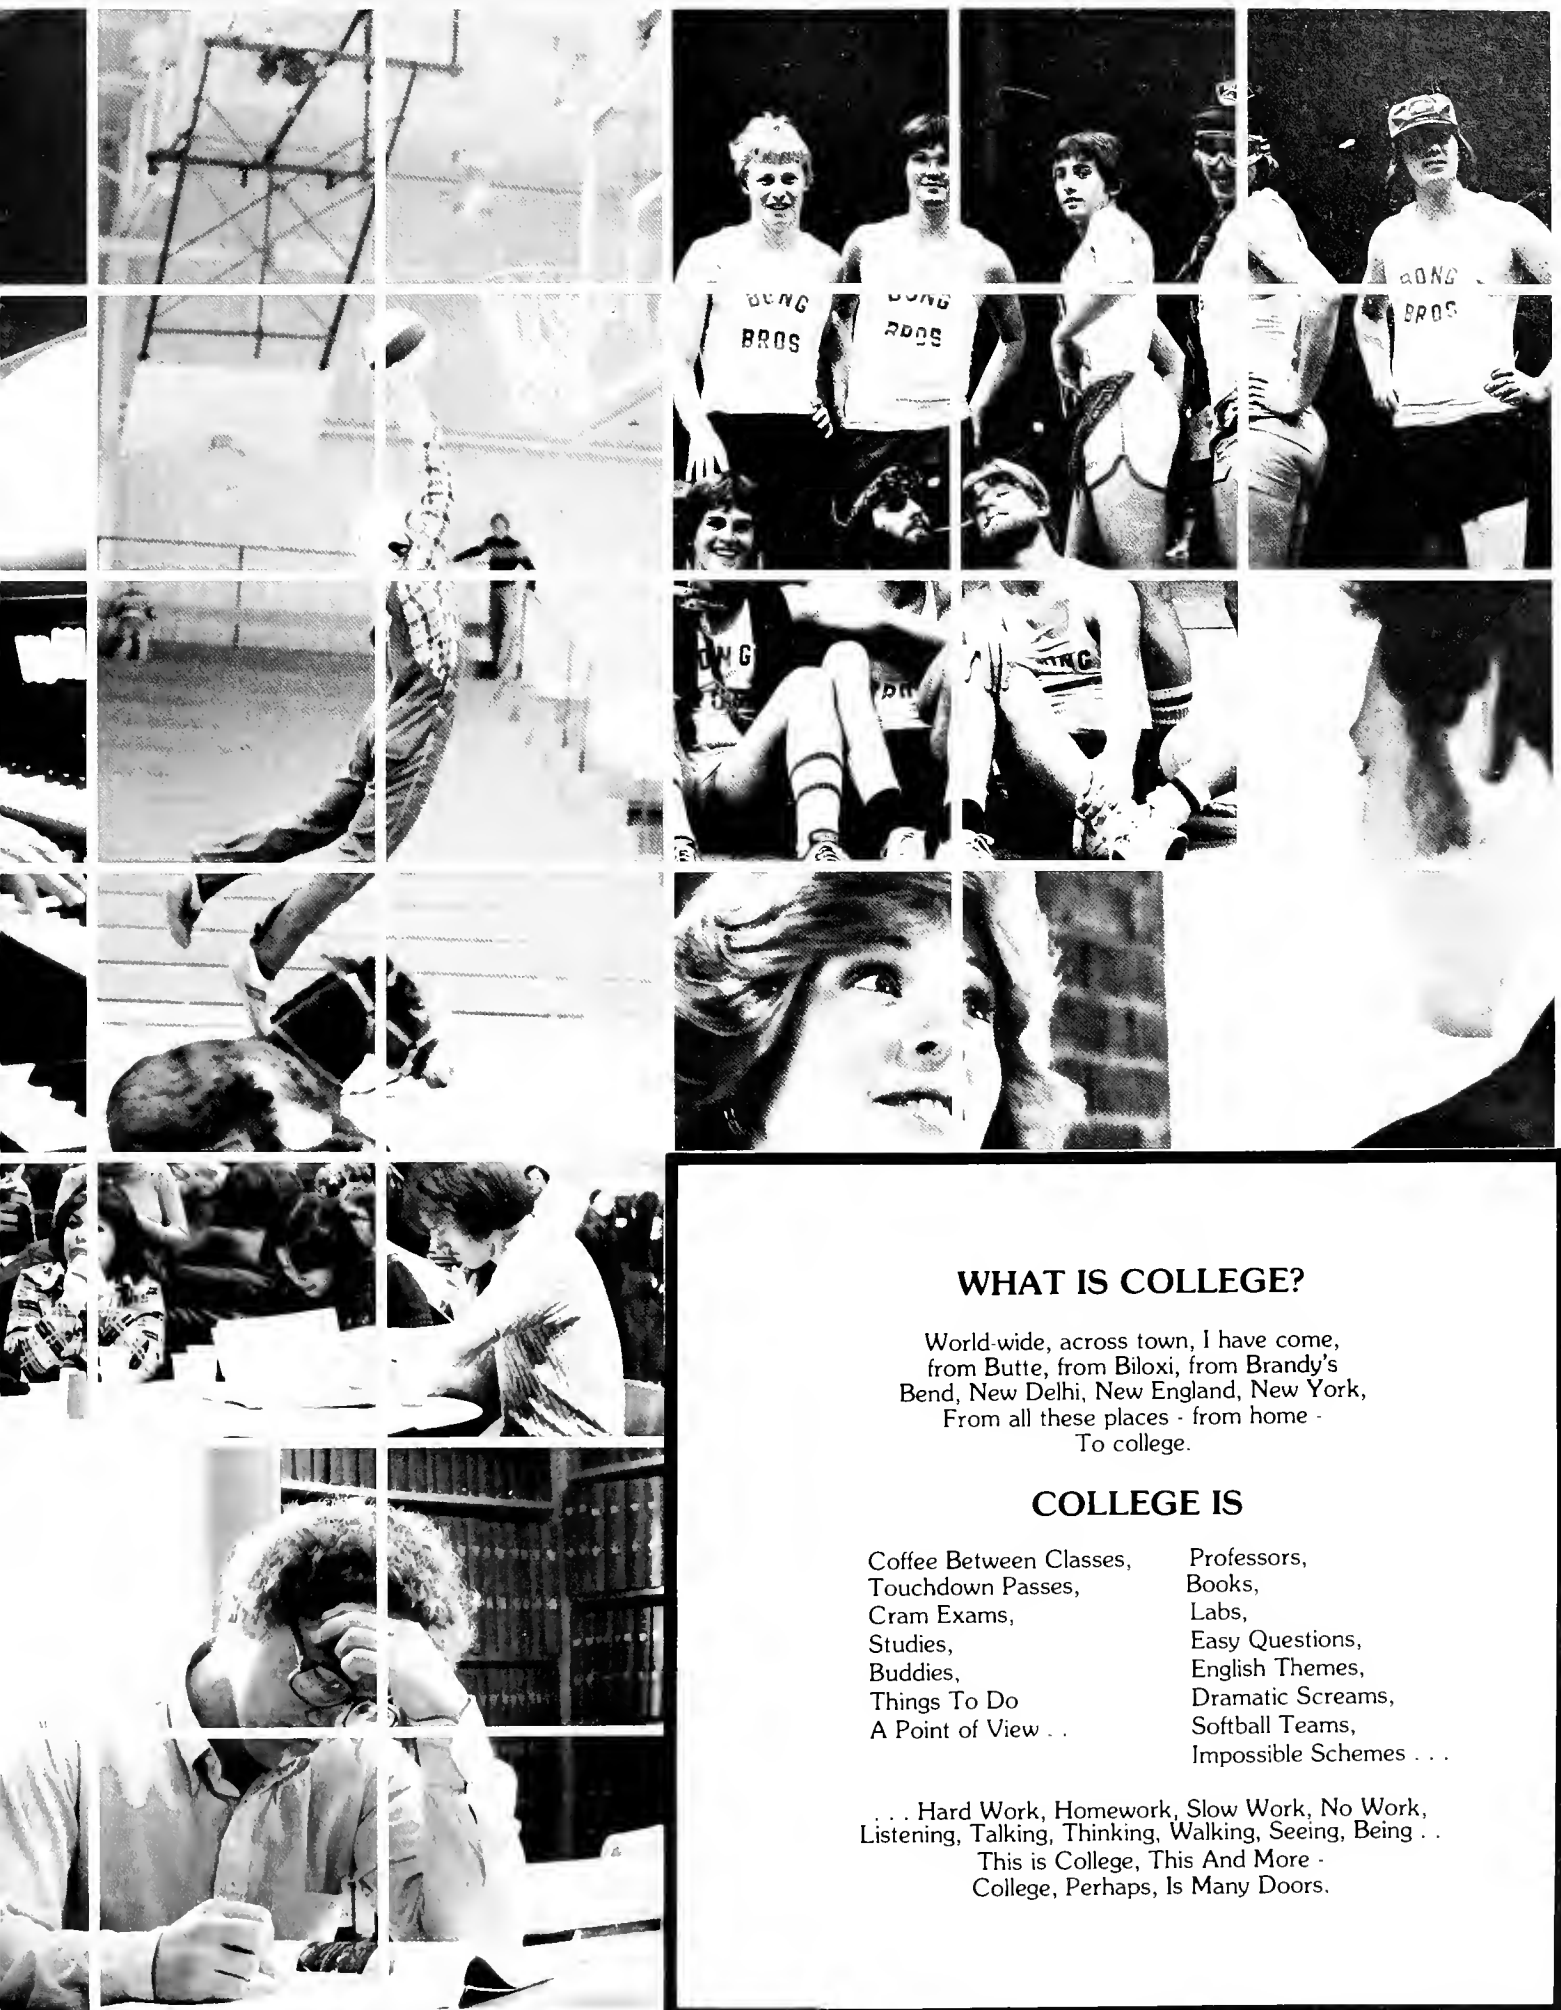 BONG
BROS
BONG
BROS
BONG
BROS
WHAT IS COLLEGE?
World-wide, across town, I have come,
from Butte, from Biloxi, from Brandy's
Bend, New Delhi, New England, New York,
From all these places - from home -
To college.
COLLEGE IS
Coffee Between Classes,
Touchdown Passes,
Cram Exams,
Studies,
Buddies,
Things To Do
A Point of View . .
Professors,
Books,
Labs,
Easy Questions,
English Themes,
Dramatic Screams,
Softball Teams,
Impossible Schemes . . .
. . . Hard Work, Homework, Slow Work, No Work,
Listening, Talking, Thinking, Walking, Seeing, Being . .
This is College, This And More -
College, Perhaps, Is Many Doors.